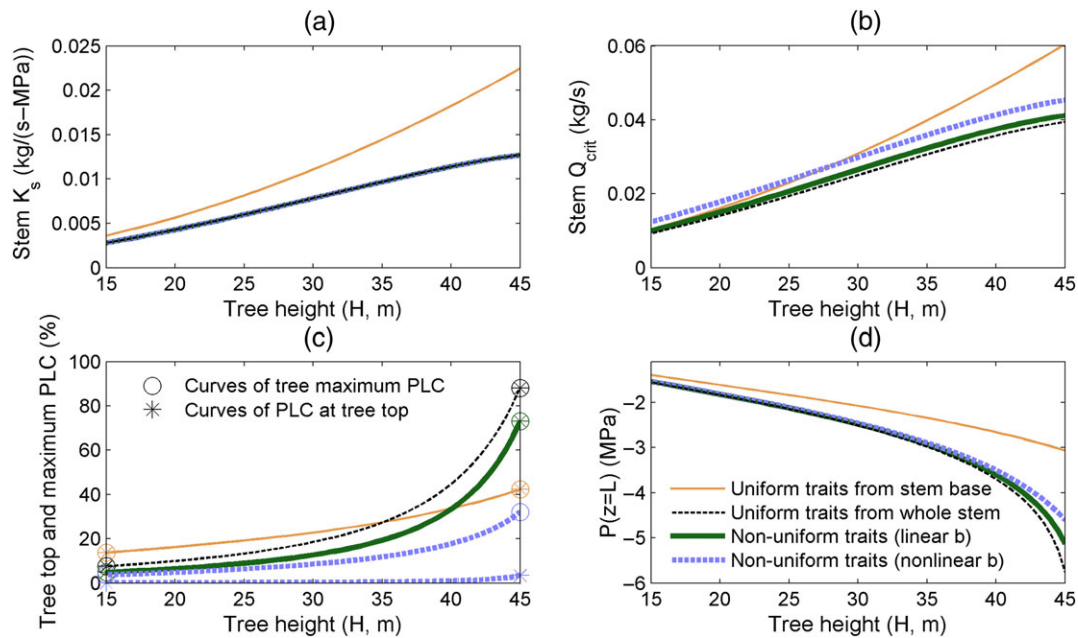 (a)
Stem K_s (kg/(s–MPa))
0.025
0.02
0.015
0.01
0.005
0
15 20 25 30 35 40 45
Tree height (H, m)
(b)
Stem Q_crit (kg/s)
0.06
0.04
0.02
0
15 20 25 30 35 40 45
Tree height (H, m)
(c)
Tree top and maximum PLC (%)
100
80
60
40
20
0
Curves of tree maximum PLC
Curves of PLC at tree top
15 20 25 30 35 40 45
Tree height (H, m)
(d)
P(z=L) (MPa)
−2
−3
−4
−5
−6
Uniform traits from stem base
Uniform traits from whole stem
Non-uniform traits (linear b)
Non-uniform traits (nonlinear b)
15 20 25 30 35 40 45
Tree height (H, m)